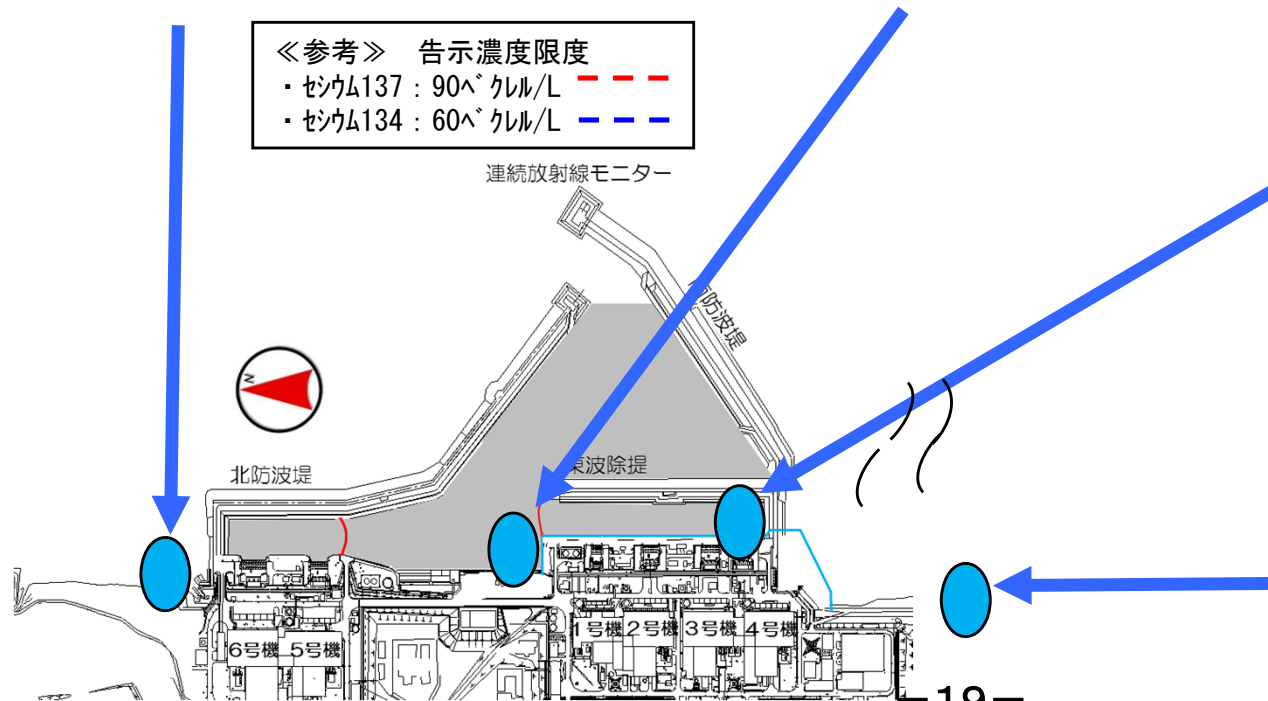 ≪参考≫ 告示濃度限度
・ｾｼｳﾑ137：90ﾍﾞｸﾚﾙ/L
・ｾｼｳﾑ134：60ﾍﾞｸﾚﾙ/L
連続放射線モニター
南防波堤
N
北防波堤
東波除提
1号機 2号機 3号機 4号機
6号機 5号機
－19－